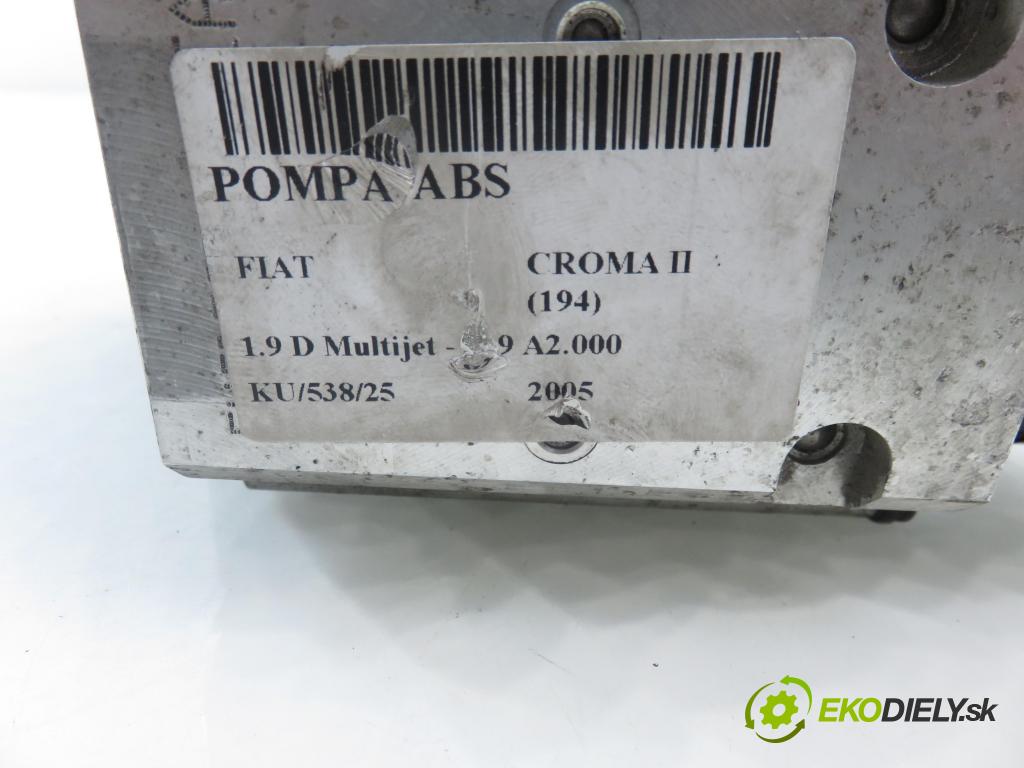 POMPA ABS
FIAT CROMA II
(194)
1.9 D Multijet - 9 A2.000
KU/538/25 2005
EKODIELY.sk